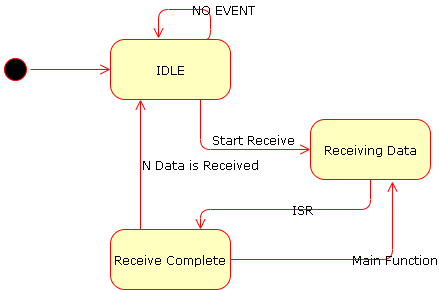 NO EVENT
IDLE
Start Receive
Receiving Data
N Data is Received
ISR
Receive Complete
Main Function